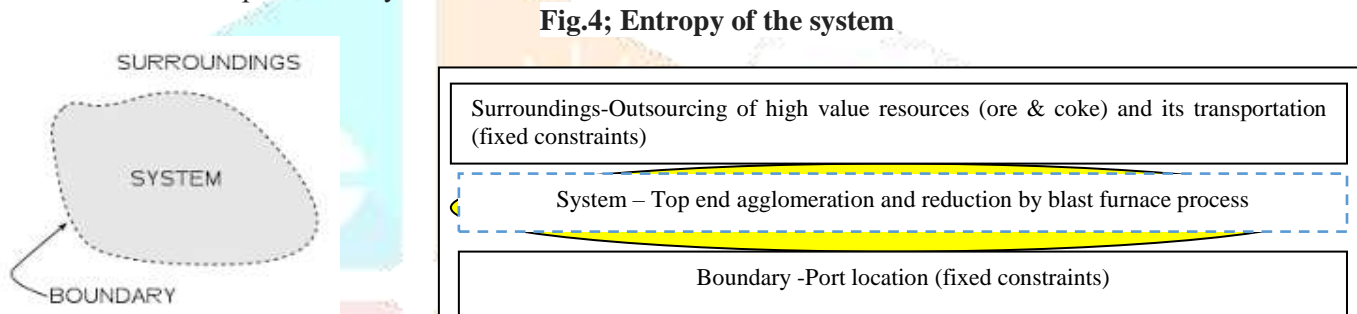 Fig.4; Entropy of the system
SURROUNDINGS
SYSTEM
BOUNDARY
Surroundings-Outsourcing of high value resources (ore & coke) and its transportation
(fixed constraints)
System – Top end agglomeration and reduction by blast furnace process
Boundary -Port location (fixed constraints)